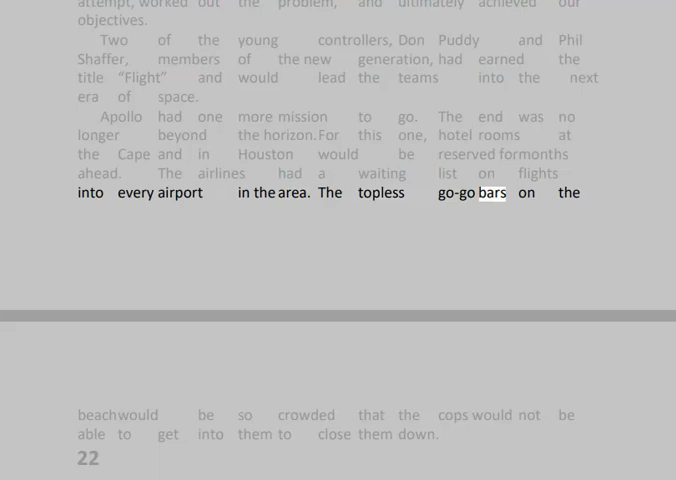 attempt, worked out the problem, and ultimately achieved our
objectives.
Two of the young controllers, Don Puddy and Phil
Shaffer, members of the new generation, had earned the
title “Flight” and would lead the teams into the next
era of space.
Apollo had one more mission to go. The end was no
longer beyond the horizon. For this one, hotel rooms at
the Cape and in Houston would be reserved formonths
ahead. The airlines had a waiting list on flights
into every airport in the area. The topless go-go bars on the
beach would be so crowded that the cops would not be
able to get into them to close them down.
22